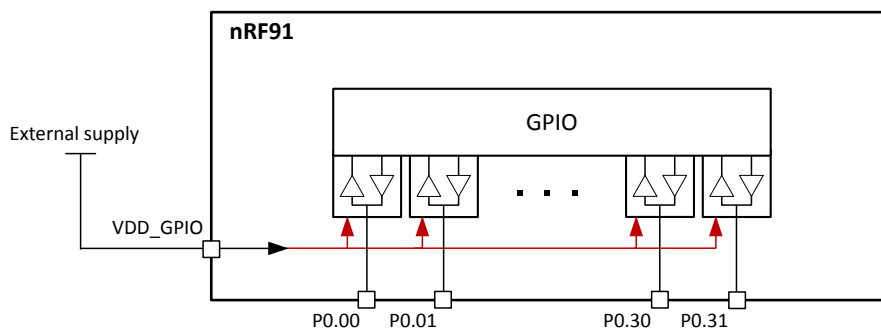 nRF91
GPIO
External supply
VDD_GPIO
. . .
P0.00
P0.01
P0.30
P0.31